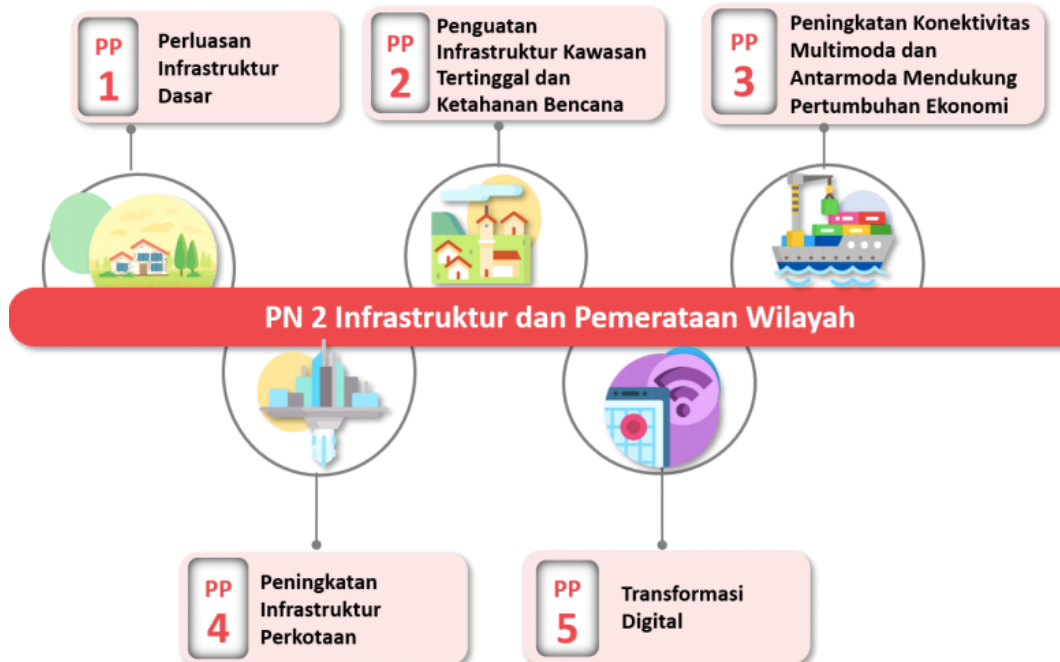 PP
1
Perluasan
Infrastruktur
Dasar
PP
2
Penguatan
Infrastruktur Kawasan
Tertinggal dan
Ketahanan Bencana
PP
3
Peningkatan Konektivitas
Multimoda dan
Antarmoda Mendukung
Pertumbuhan Ekonomi
PN 2 Infrastruktur dan Pemerataan Wilayah
PP
4
Peningkatan
Infrastruktur
Perkotaan
PP
5
Transformasi
Digital